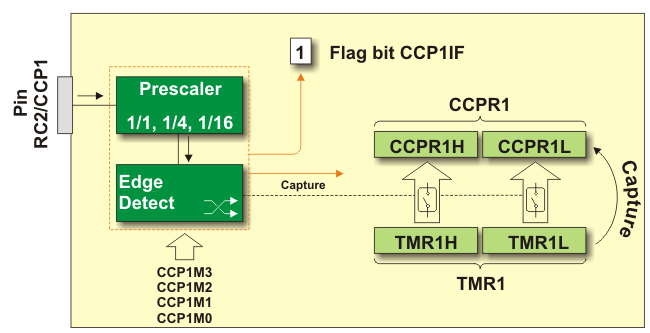 Pin
RC2/CCP1
Prescaler
1/1, 1/4, 1/16
Edge
Detect
CCP1M3
CCP1M2
CCP1M1
CCP1M0
1 Flag bit CCP1IF
Capture
CCPR1
CCPR1H CCPR1L
TMR1H TMR1L
TMR1
Capture